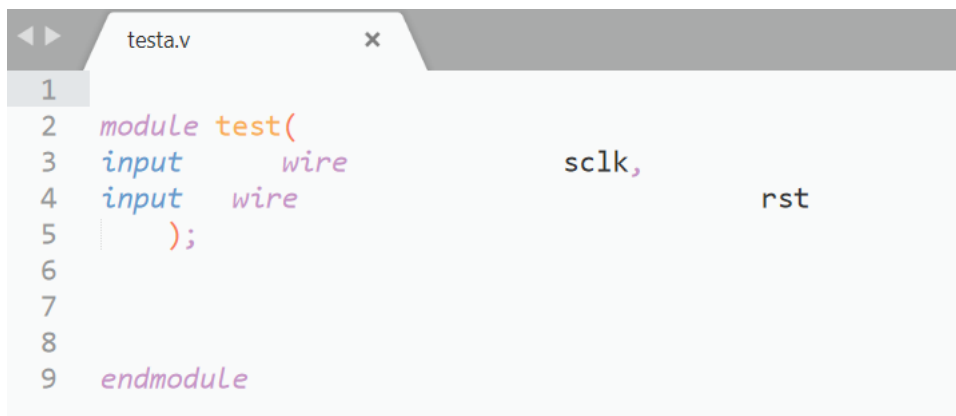 testa.v ×
1
2 module test(
3 input      wire             sclk,
4 input   wire                            rst
5     );
6
7
8
9 endmodule